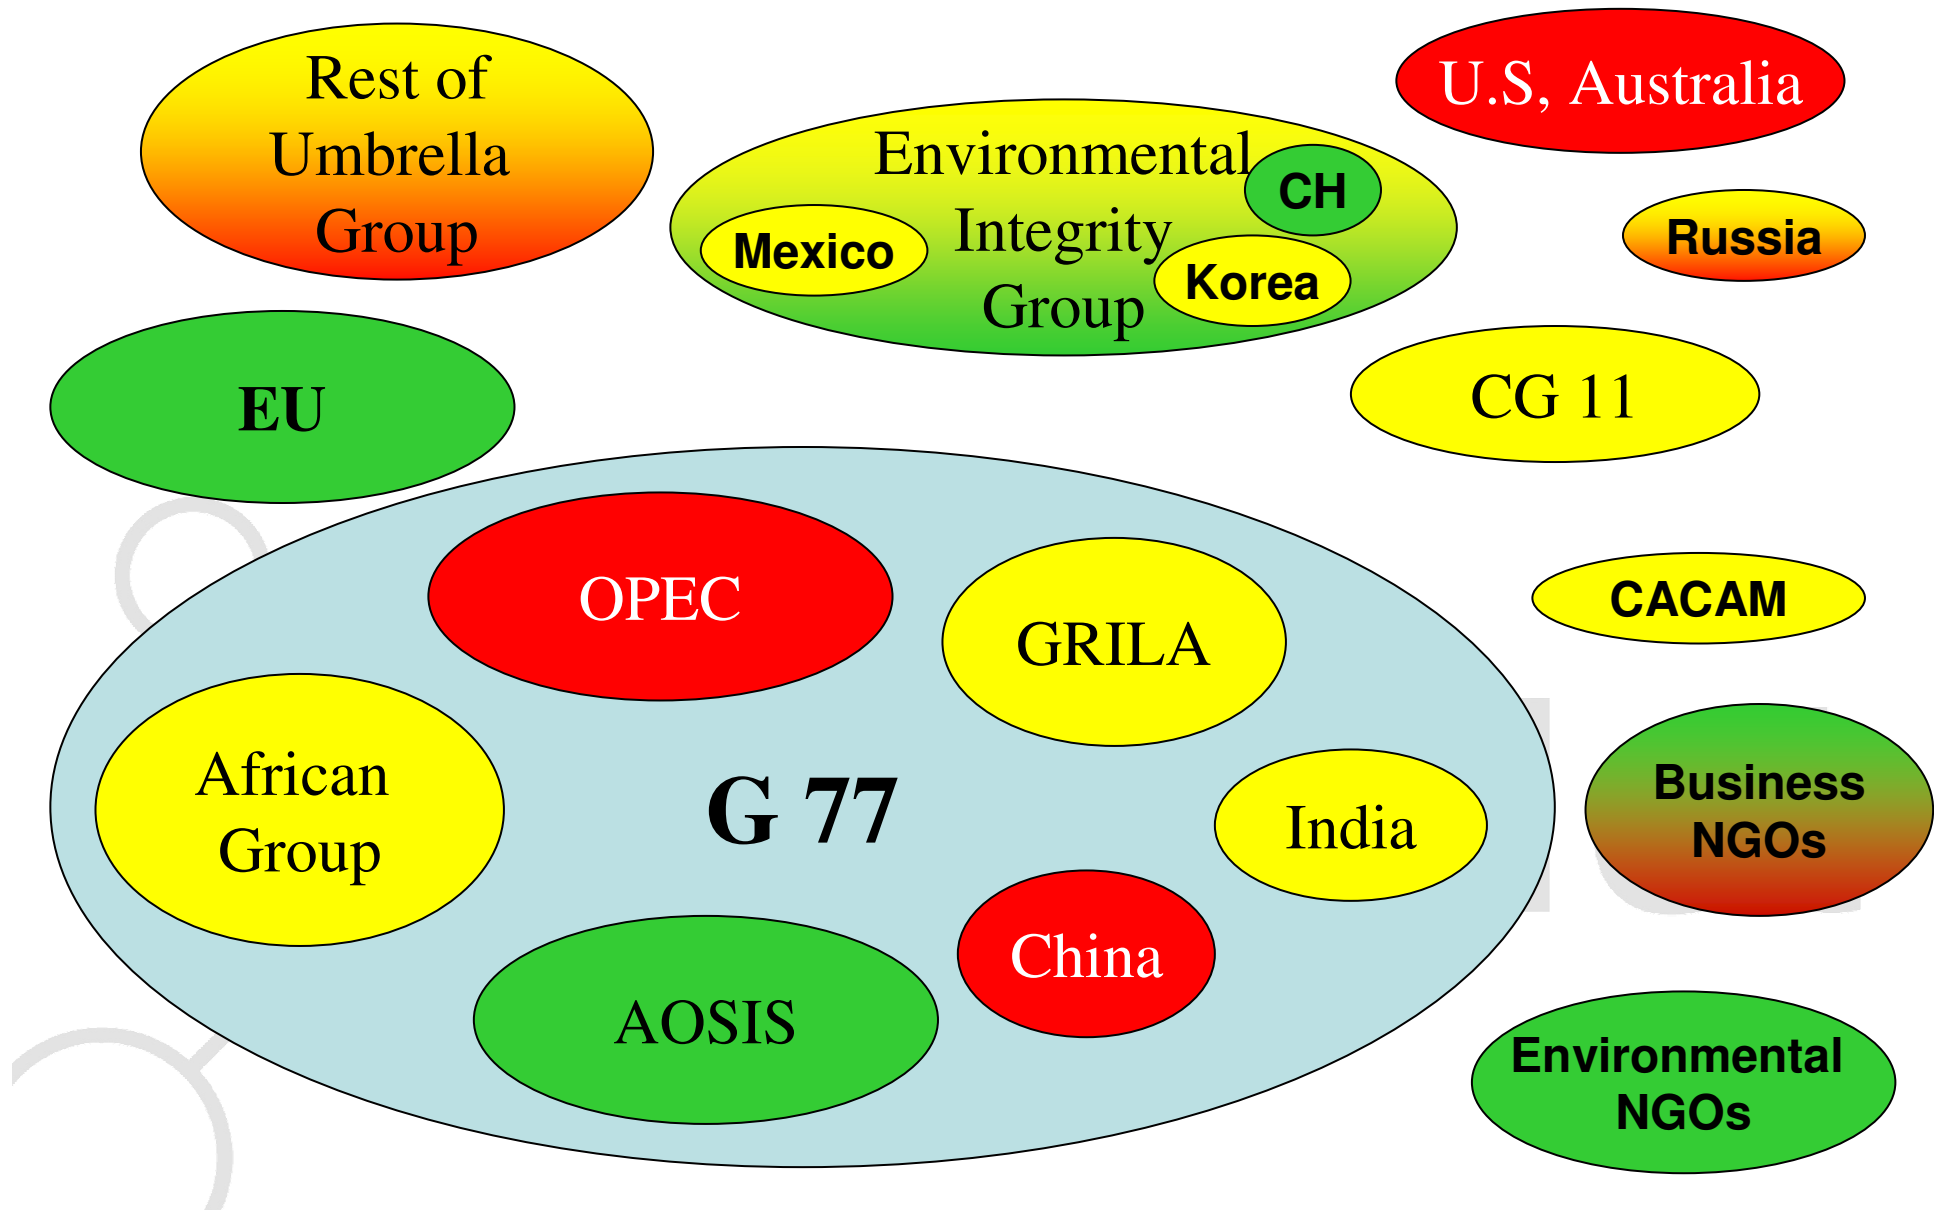 Rest of
Umbrella
Group
Environmental
Integrity
Group
Mexico
CH
Korea
U.S, Australia
Russia
EU
CG 11
OPEC
GRILA
CACAM
African
Group
G 77
India
Business
NGOs
China
AOSIS
Environmental
NGOs